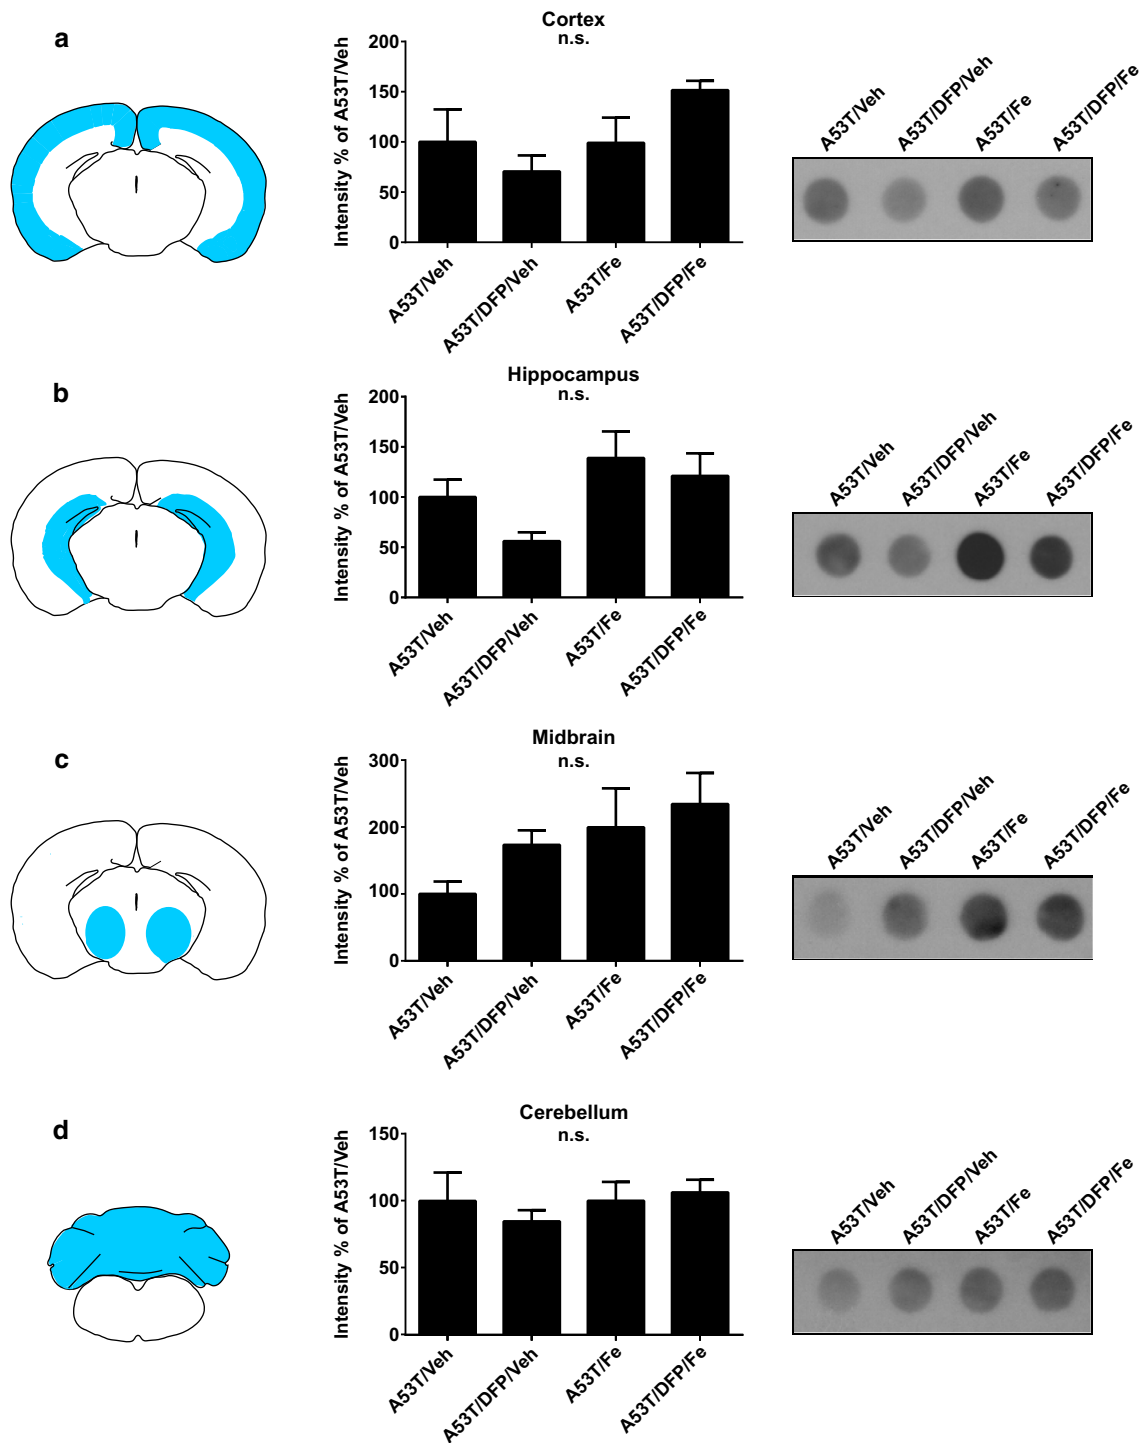 a
Cortex
n.s.
Intensity % of A53T/Veh
200
150
100
50
0
A53T/Veh
A53T/DFP/Veh
A53T/Fe
A53T/DFP/Fe
A53T/Veh
A53T/DFP/Veh
A53T/Fe
A53T/DFP/Fe
b
Hippocampus
n.s.
Intensity % of A53T/Veh
200
150
100
50
0
A53T/Veh
A53T/DFP/Veh
A53T/Fe
A53T/DFP/Fe
A53T/Veh
A53T/DFP/Veh
A53T/Fe
A53T/DFP/Fe
c
Midbrain
n.s.
Intensity % of A53T/Veh
300
200
100
0
A53T/Veh
A53T/DFP/Veh
A53T/Fe
A53T/DFP/Fe
A53T/Veh
A53T/DFP/Veh
A53T/Fe
A53T/DFP/Fe
d
Cerebellum
n.s.
Intensity % of A53T/Veh
150
100
50
0
A53T/Veh
A53T/DFP/Veh
A53T/Fe
A53T/DFP/Fe
A53T/Veh
A53T/DFP/Veh
A53T/Fe
A53T/DFP/Fe